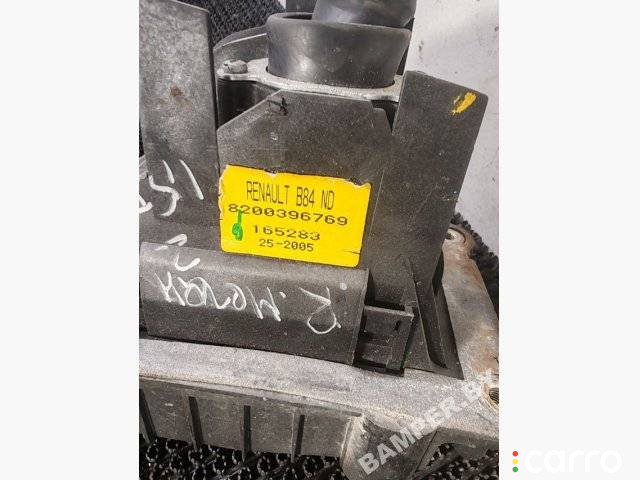 RENAULT B84 ND
8200396769
165283
25-2005
BAMPER.BY
carro